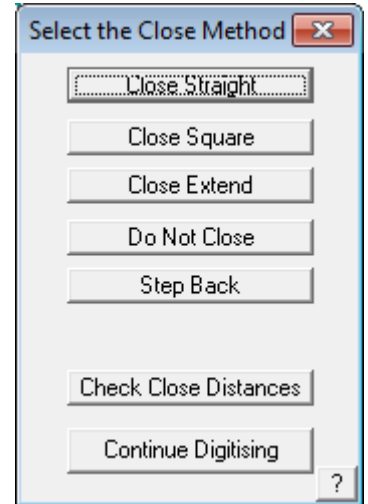 Select the Close Method
Close Straight
Close Square
Close Extend
Do Not Close
Step Back
Check Close Distances
Continue Digitising
?